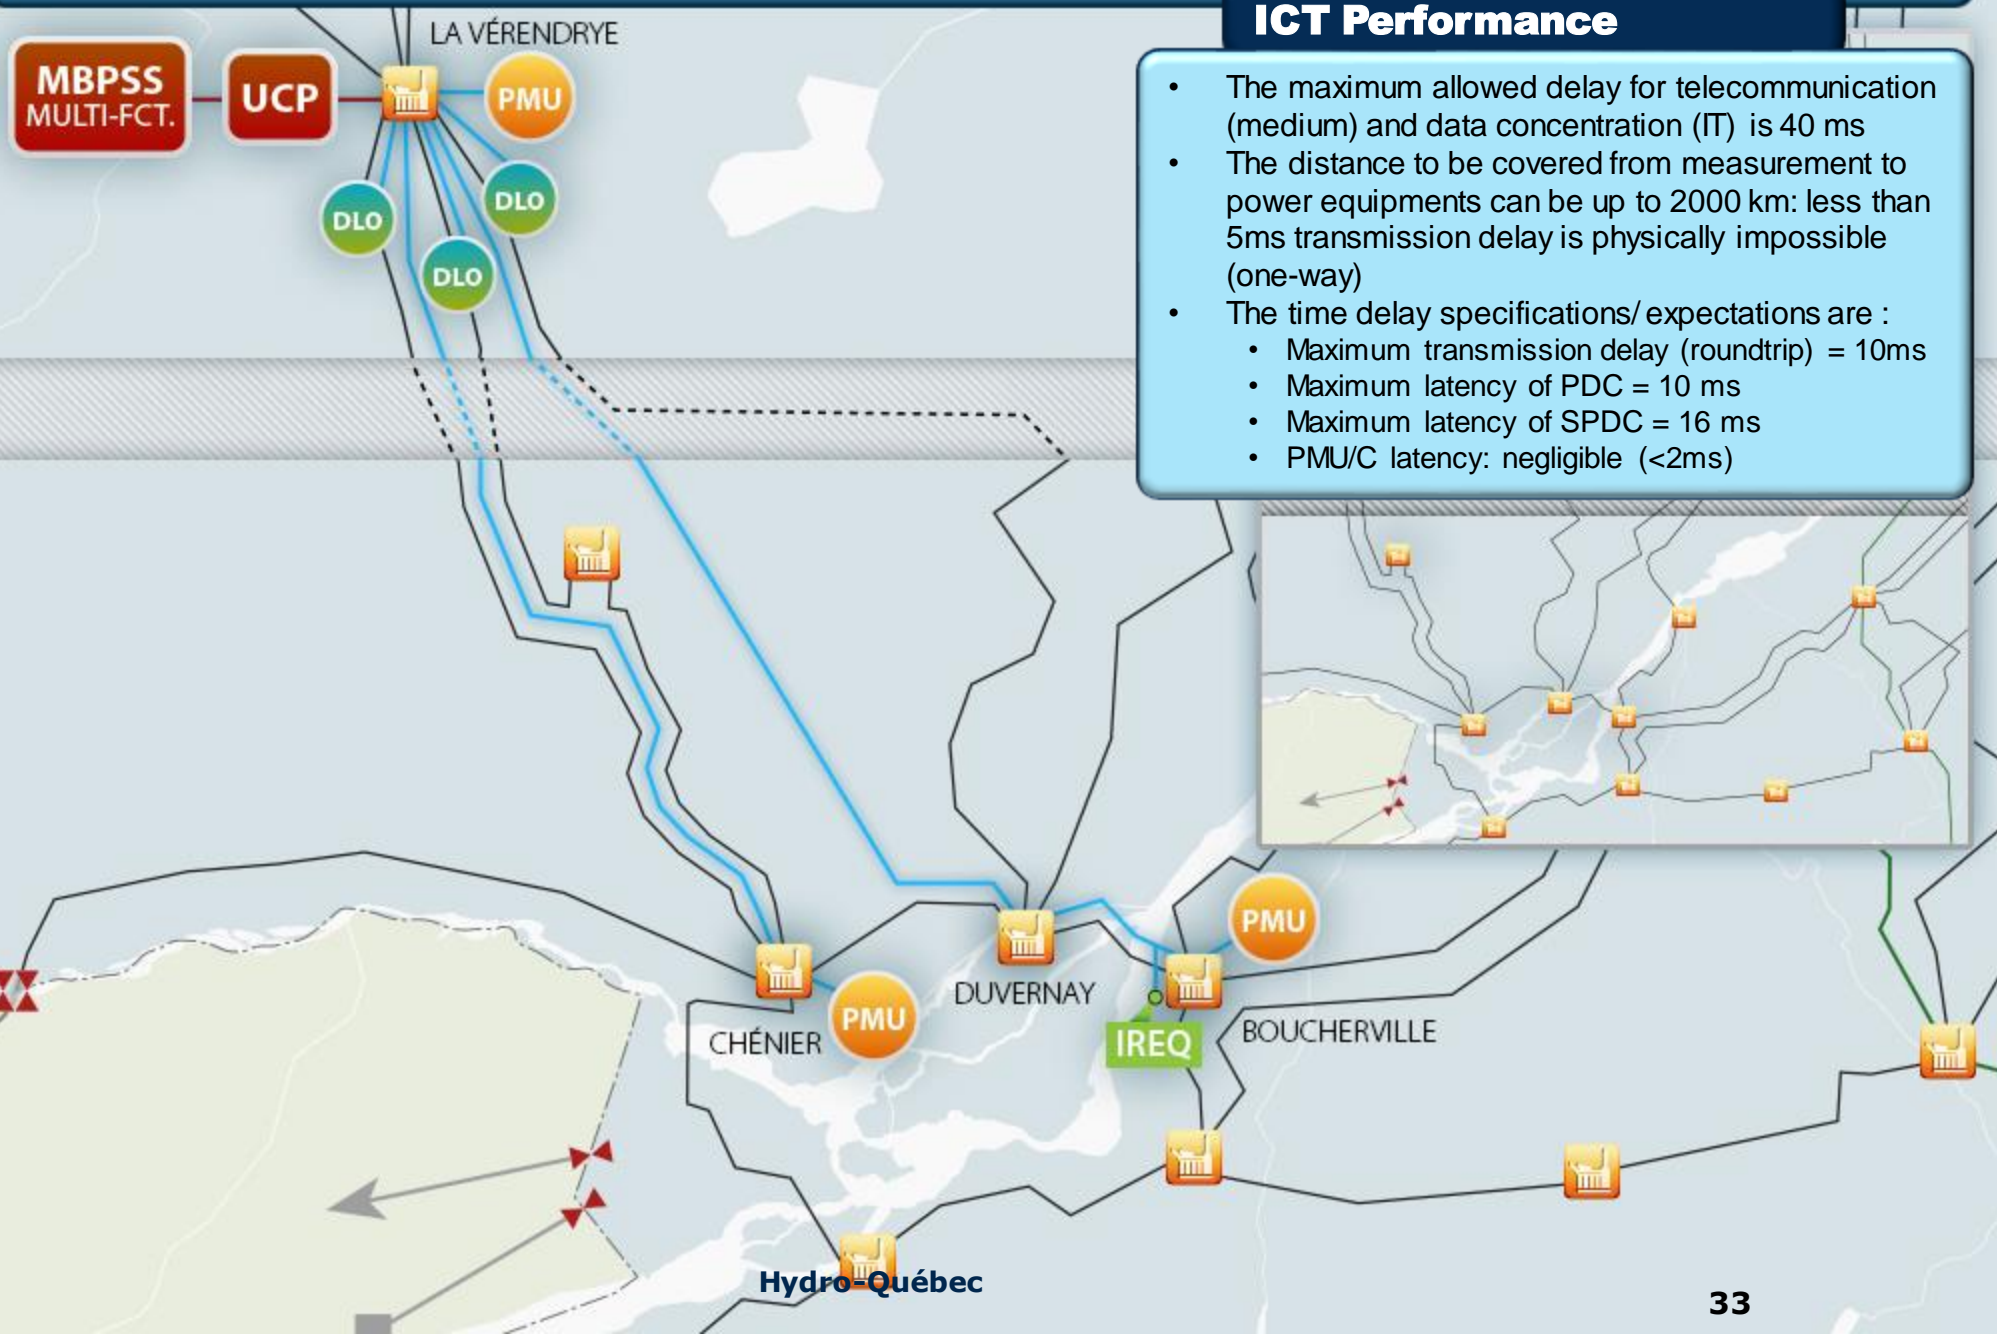 ICT Performance
• The maximum allowed delay for telecommunication
(medium) and data concentration (IT) is 40 ms
• The distance to be covered from measurement to
power equipments can be up to 2000 km: less than
5ms transmission delay is physically impossible
(one-way)
• The time delay specifications/ expectations are :
• Maximum transmission delay (roundtrip) = 10ms
• Maximum latency of PDC = 10 ms
• Maximum latency of SPDC = 16 ms
• PMU/C latency: negligible (<2ms)
LA VÉRENDRYE
MBPSS
MULTI-FCT.
UCP
PMU
DLO
DLO
DLO
PMU
DUVERNAY
PMU
CHÉNIER
IREQ
BOUCHERVILLE
Hydro-Québec
33